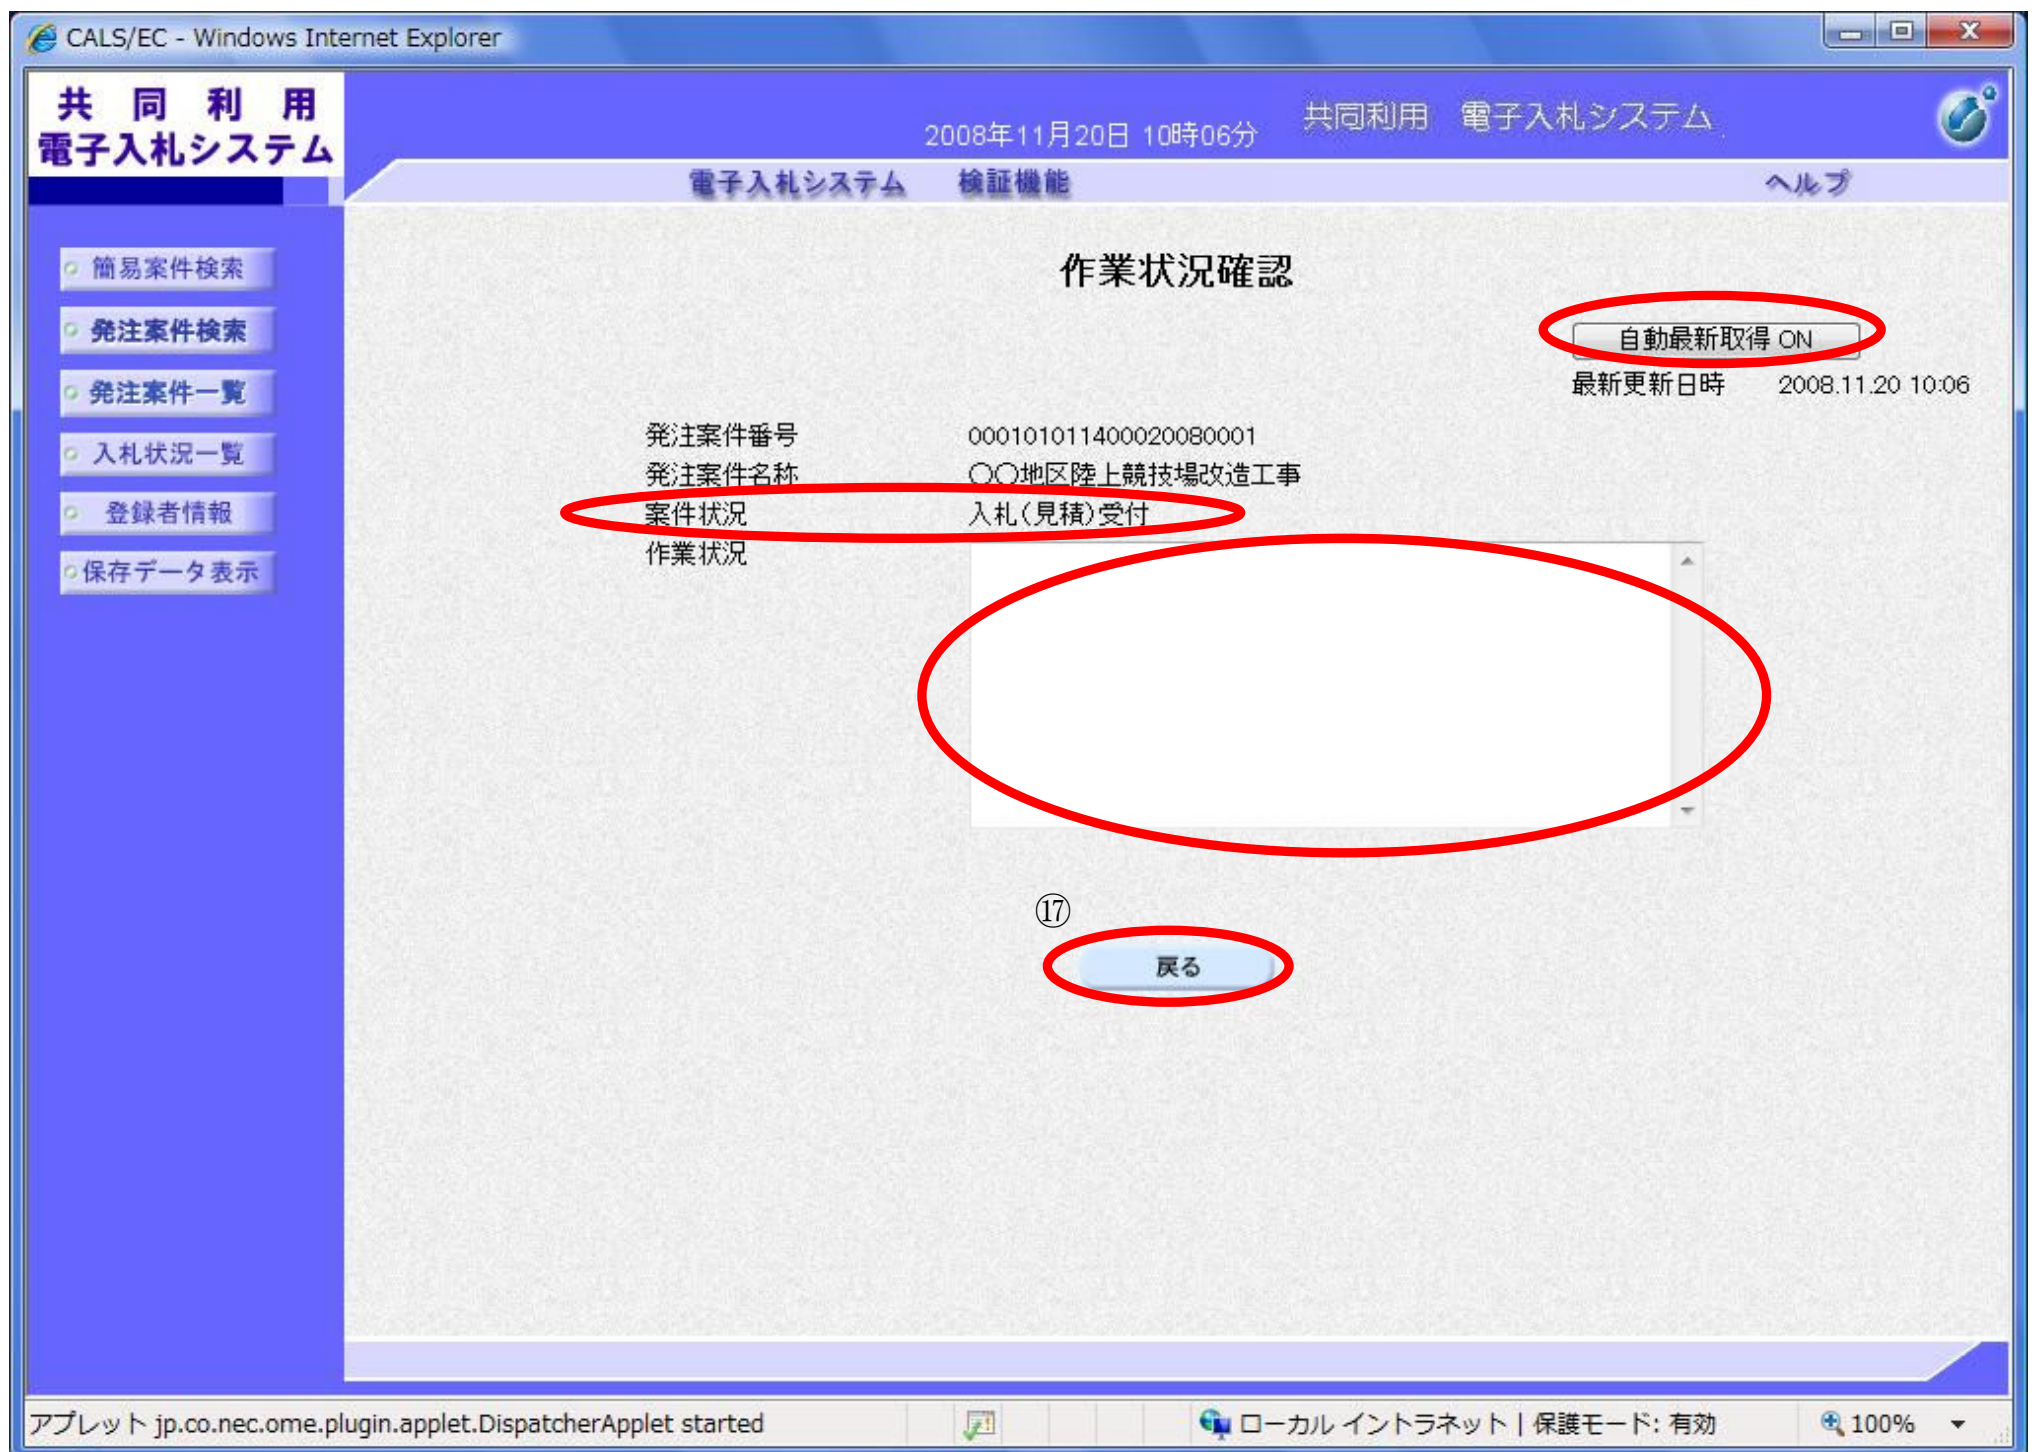 CALS/EC - Windows Internet Explorer
共 同 利 用
電子入札システム
2008年11月20日 10時06分
共同利用 電子入札システム
電子入札システム 検証機能 ヘルプ
簡易案件検索
発注案件検索
発注案件一覧
入札状況一覧
登録者情報
保存データ表示
作業状況確認
自動最新取得 ON
最新更新日時 2008.11.20 10:06
発注案件番号 000101011400020080001
発注案件名称 〇〇地区陸上競技場改造工事
案件状況 入札(見積)受付
作業状況
⑰
戻る
アプレット jp.co.nec.ome.plugin.applet.DispatcherApplet started
ローカル イントラネット | 保護モード: 有効
100%